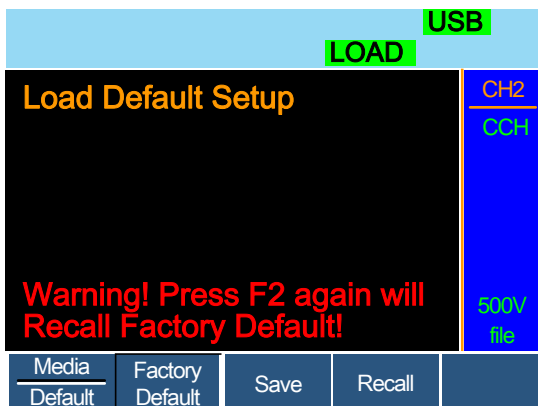 USB
LOAD
Load Default Setup
CH2
CCH
Warning! Press F2 again will
Recall Factory Default!
500V
file
Media
Default
Factory
Default
Save
Recall